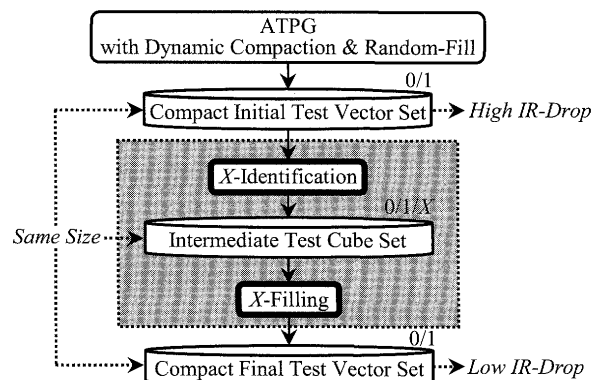 ATPG
with Dynamic Compaction & Random-Fill
0/1
Compact Initial Test Vector Set
High IR-Drop
X-Identification
0/1/X
Same Size
Intermediate Test Cube Set
X-Filling
0/1
Compact Final Test Vector Set
Low IR-Drop